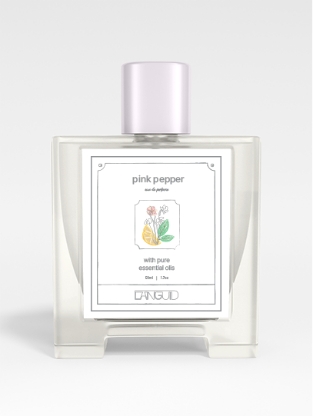 pink pepper
eau de parfum
with pure
essential oils
LANGUID